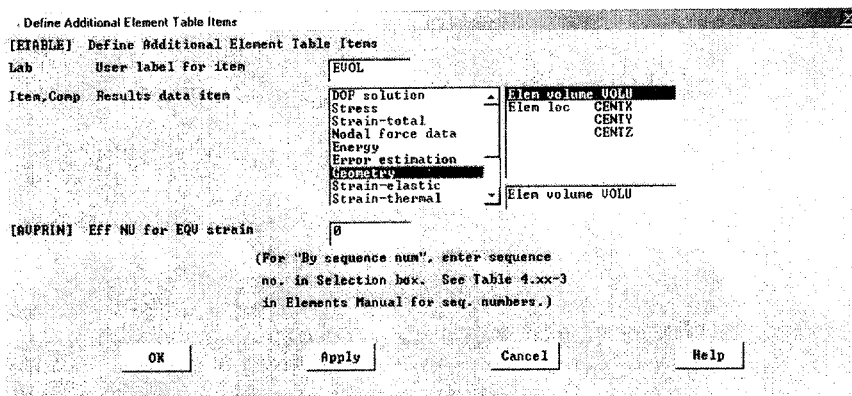 . Define Additional Element Table Items
[ETABLE] Define Additional Element Table Items
Lab User label for item EVOL
Item,Comp Results data item
DOF solution
Stress
Strain-total
Nodal force data
Energy
Error estimation
Geometry
Strain-elastic
Strain-thermal
Elem volume VOLU
Elem loc CENTX
CENTY
CENTZ
Elem volume VOLU
[AVPRIN] Eff NU for EQV strain 0
(For "By sequence num", enter sequence
no. in Selection box. See Table 4.xx-3
in Elements Manual for seq. numbers.)
OK Apply Cancel Help